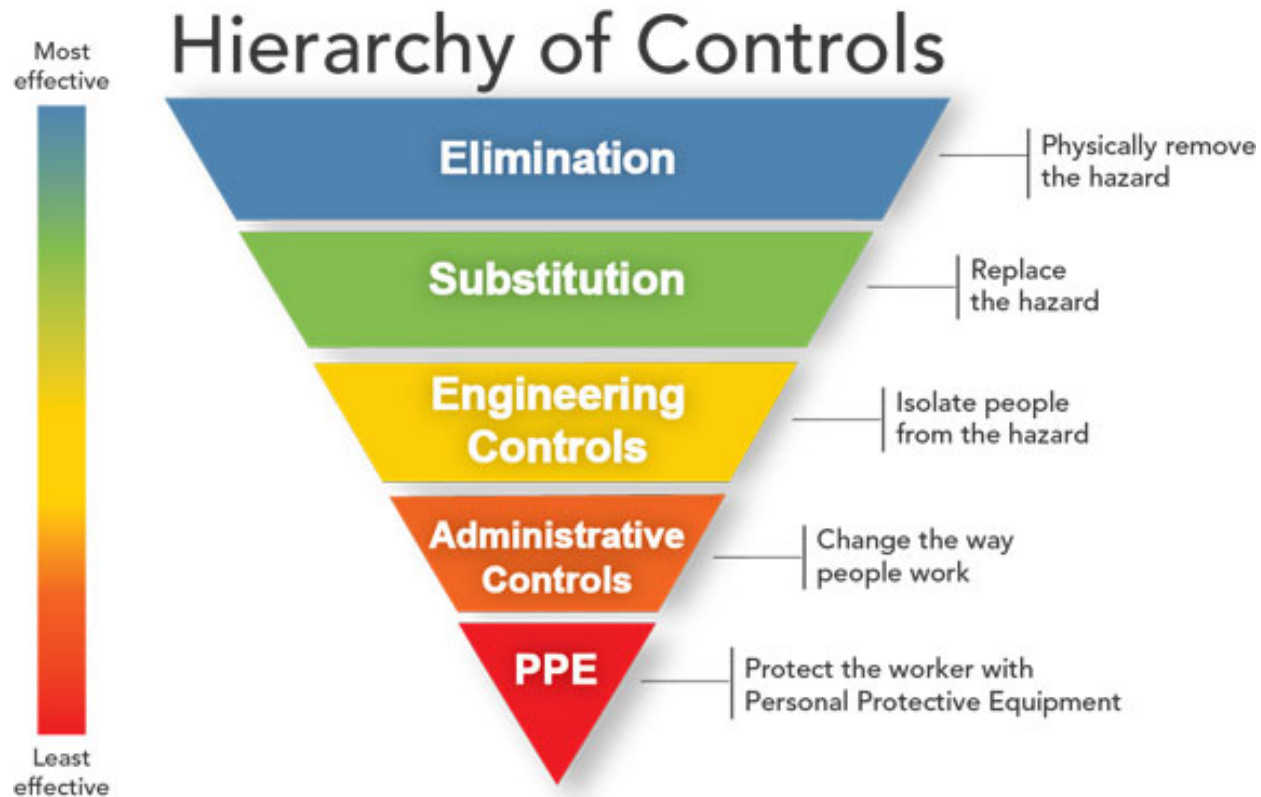 Hierarchy of Controls
Most
effective
Elimination
Physically remove
the hazard
Substitution
Replace
the hazard
Engineering
Controls
Isolate people
from the hazard
Administrative
Controls
Change the way
people work
PPE
Protect the worker with
Personal Protective Equipment
Least
effective